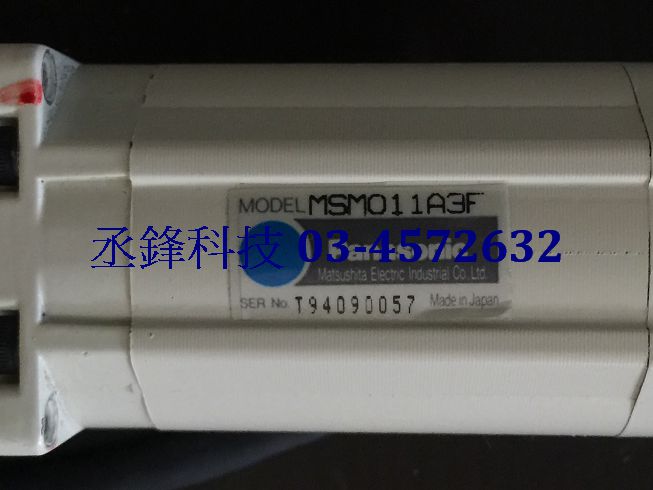 MODEL MSM011A3F
Panasonic
丞鋒科技 03-4572632
Matsushita Electric Industrial Co. Ltd.
SER No. T94090057 Made in Japan